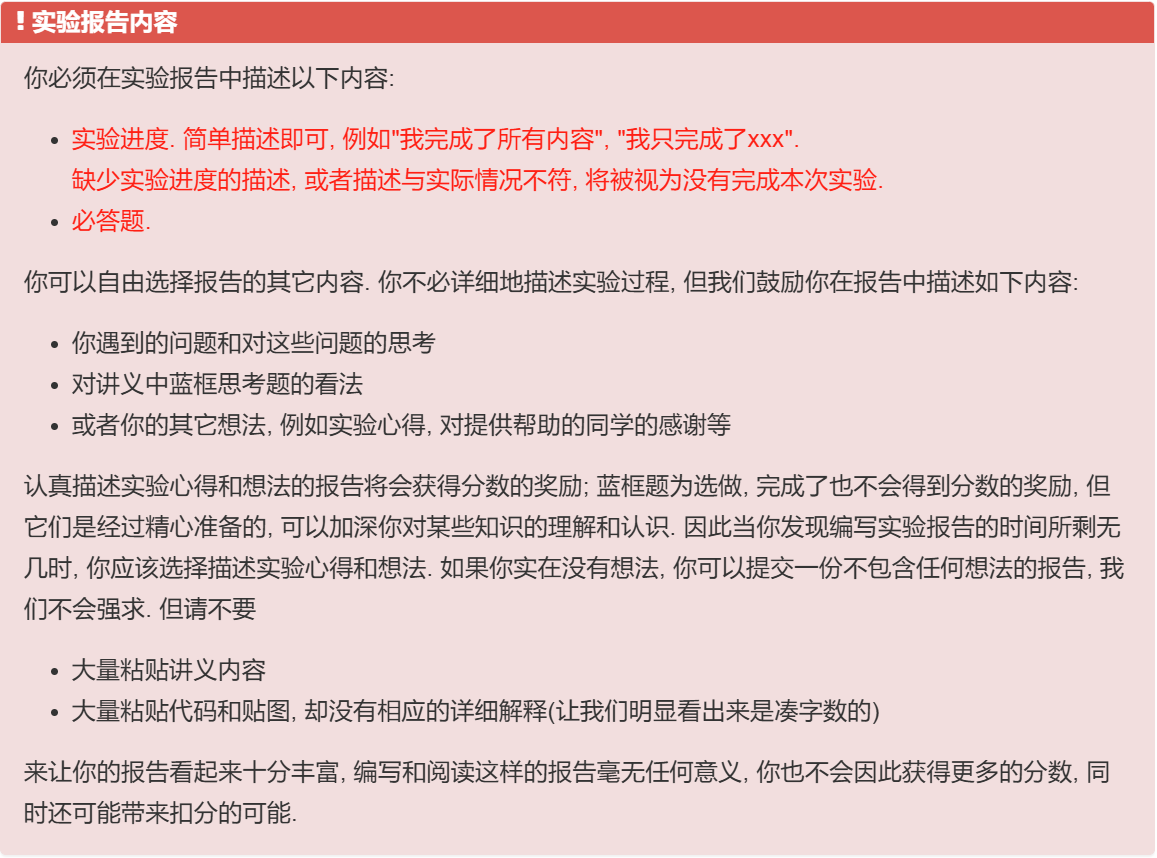 ! 实验报告内容
你必须在实验报告中描述以下内容:
• 实验进度. 简单描述即可, 例如"我完成了所有内容", "我只完成了xxx".
缺少实验进度的描述, 或者描述与实际情况不符, 将被视为没有完成本次实验.
• 必答题.
你可以自由选择报告的其它内容. 你不必详细地描述实验过程, 但我们鼓励你在报告中描述如下内容:
• 你遇到的问题和对这些问题的思考
• 对讲义中蓝框思考题的看法
• 或者你的其它想法, 例如实验心得, 对提供帮助的同学的感谢等
认真描述实验心得和想法的报告将会获得分数的奖励; 蓝框题为选做, 完成了也不会得到分数的奖励, 但
它们是经过精心准备的, 可以加深你对某些知识的理解和认识. 因此当你发现编写实验报告的时间所剩无
几时, 你应该选择描述实验心得和想法. 如果你实在没有想法, 你可以提交一份不包含任何想法的报告, 我
们不会强求. 但请不要
• 大量粘贴讲义内容
• 大量粘贴代码和贴图, 却没有相应的详细解释(让我们明显看出来是凑字数的)
来让你的报告看起来十分丰富, 编写和阅读这样的报告毫无任何意义, 你也不会因此获得更多的分数, 同
时还可能带来扣分的可能.